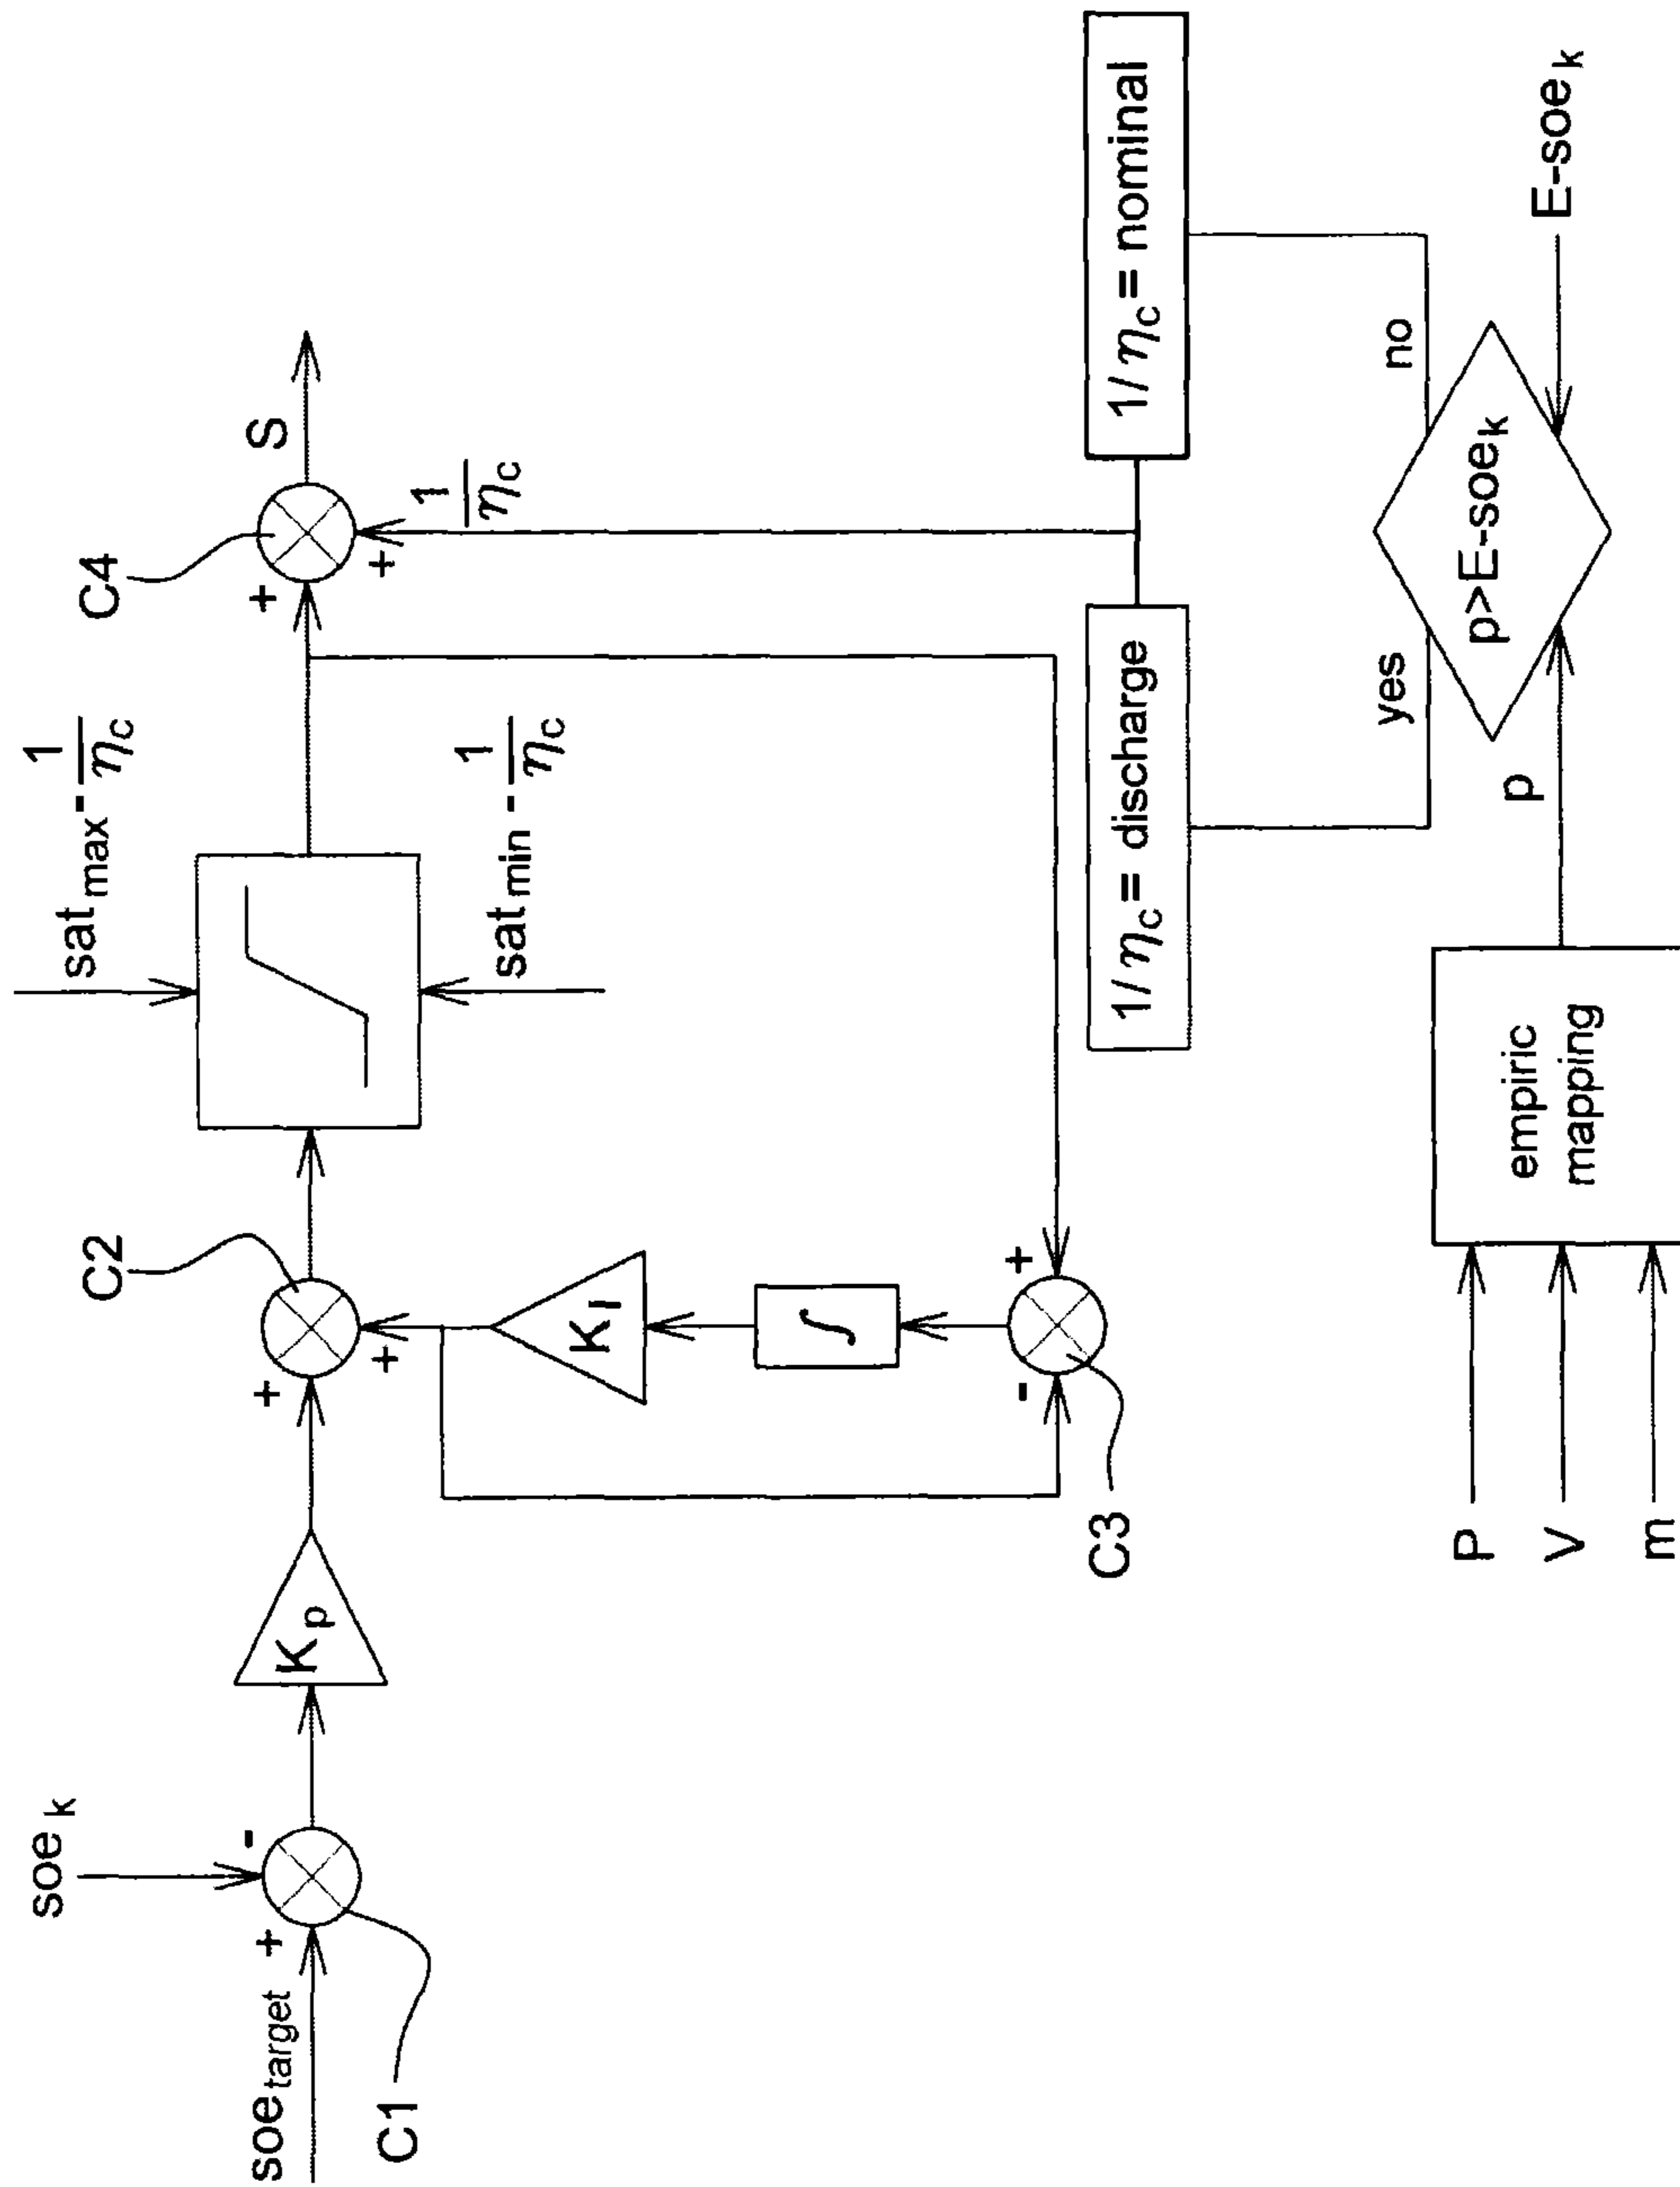 soe_k
soe_target
+
-
C1
K_p
+
+
C2
sat_max - 1/η_c
sat_min - 1/η_c
K_I
∫
-
+
C3
C4
+
+
S
1/η_c
1/η_c = discharge
1/η_c = nominal
yes
no
p>E-soe_k
E-soe_k
p
empiric
mapping
P
V
m